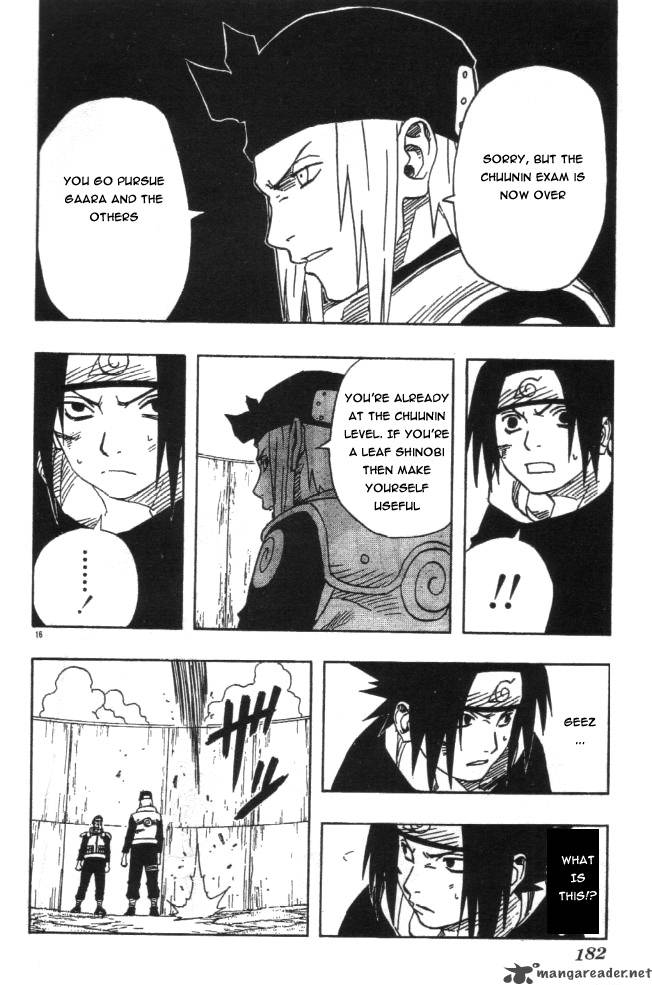 SORRY, BUT THE
CHUUNIN EXAM IS
NOW OVER
YOU GO PURSUE
GAARA AND THE
OTHERS
!!
YOU'RE ALREADY
AT THE CHUUNIN
LEVEL. IF YOU'RE
A LEAF SHINOBI
THEN MAKE
YOURSELF
USEFUL
......!
16
GEEZ
...
WHAT
IS
THIS!?
182
mangareader.net